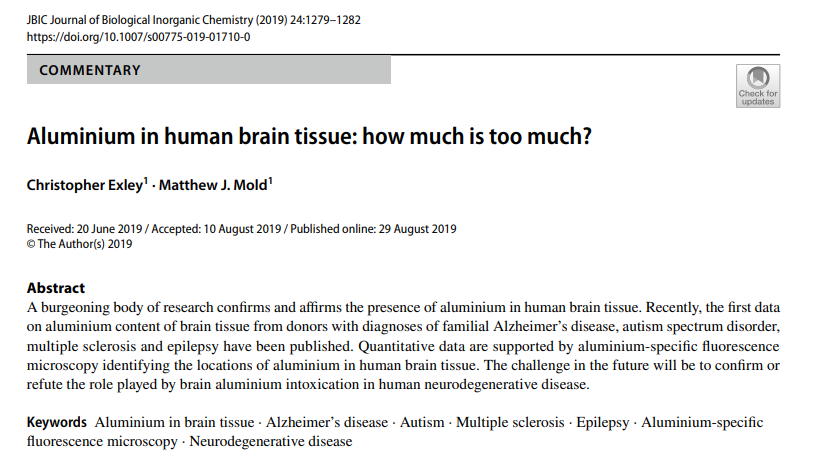 JBIC Journal of Biological Inorganic Chemistry (2019) 24:1279–1282
https://doi.org/10.1007/s00775-019-01710-0
COMMENTARY
Check for
updates
Aluminium in human brain tissue: how much is too much?
Christopher Exley1 · Matthew J. Mold1
Received: 20 June 2019 / Accepted: 10 August 2019 / Published online: 29 August 2019
© The Author(s) 2019
Abstract
A burgeoning body of research confirms and affirms the presence of aluminium in human brain tissue. Recently, the first data
on aluminium content of brain tissue from donors with diagnoses of familial Alzheimer's disease, autism spectrum disorder,
multiple sclerosis and epilepsy have been published. Quantitative data are supported by aluminium-specific fluorescence
microscopy identifying the locations of aluminium in human brain tissue. The challenge in the future will be to confirm or
refute the role played by brain aluminium intoxication in human neurodegenerative disease.
Keywords Aluminium in brain tissue · Alzheimer's disease · Autism · Multiple sclerosis · Epilepsy · Aluminium-specific
fluorescence microscopy · Neurodegenerative disease